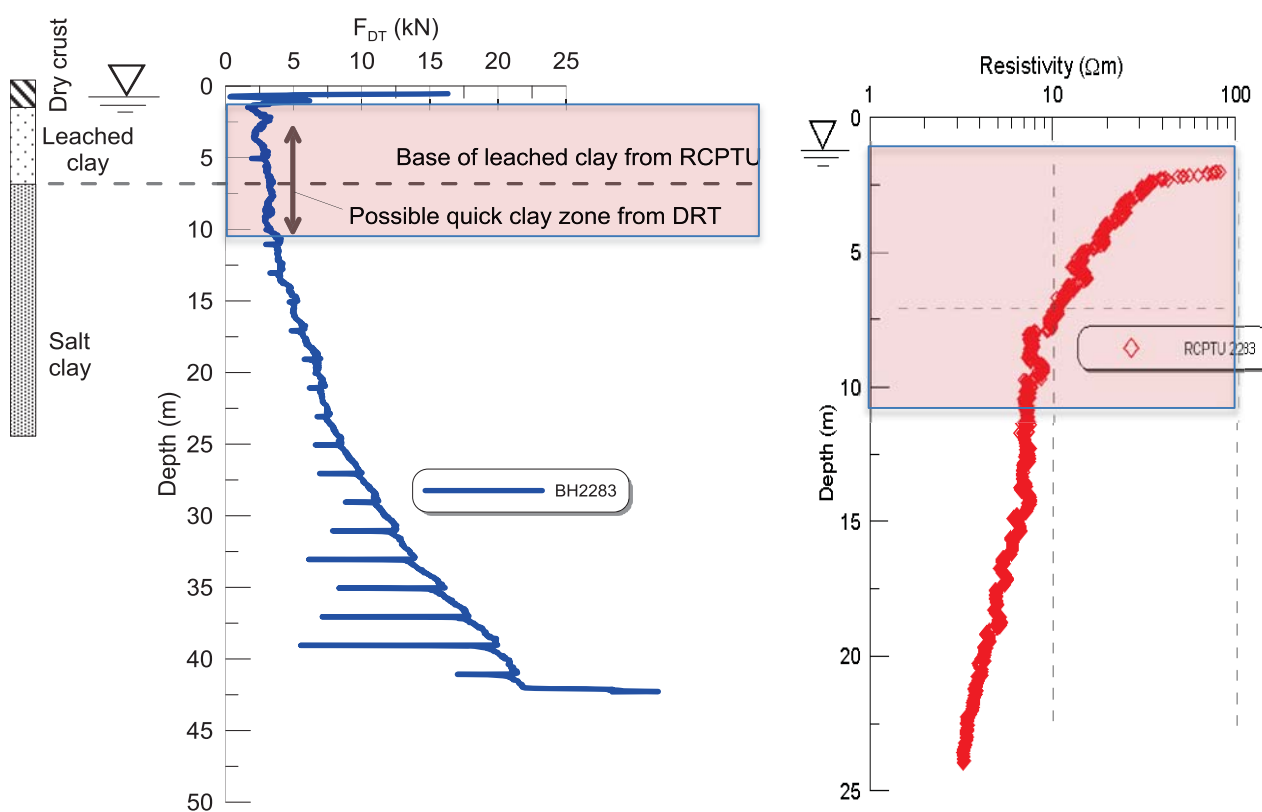 Dry crust
Leached
clay
Salt
clay
F_DT (kN)
0 5 10 15 20 25
0
5
10
15
20
25
30
35
40
45
50
Depth (m)
Base of leached clay from RCPTU
Possible quick clay zone from DRT
BH2283
Resistivity (Ωm)
1 10 100
0
5
10
15
20
25
Depth (m)
RCPTU 2283